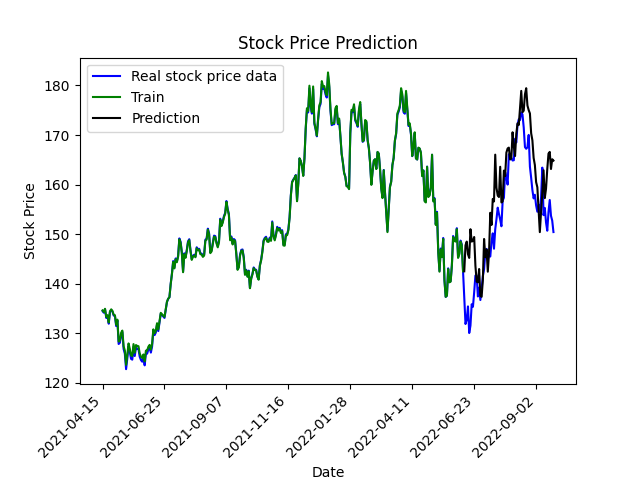 Stock Price Prediction
Real stock price data
Train
Prediction
180
170
160
150
140
130
120
Stock Price
2021-04-15
2021-06-25
2021-09-07
2021-11-16
2022-01-28
2022-04-11
2022-06-23
2022-09-02
Date